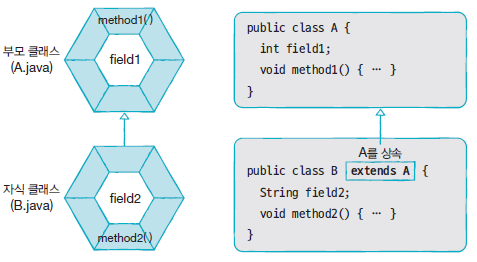 method1( )
부모 클래스
(A.java)
field1
public class A {
int field1;
void method1() { … }
}
자식 클래스
(B.java)
field2
method2( )
A를 상속
public class B extends A {
String field2;
void method2() { … }
}